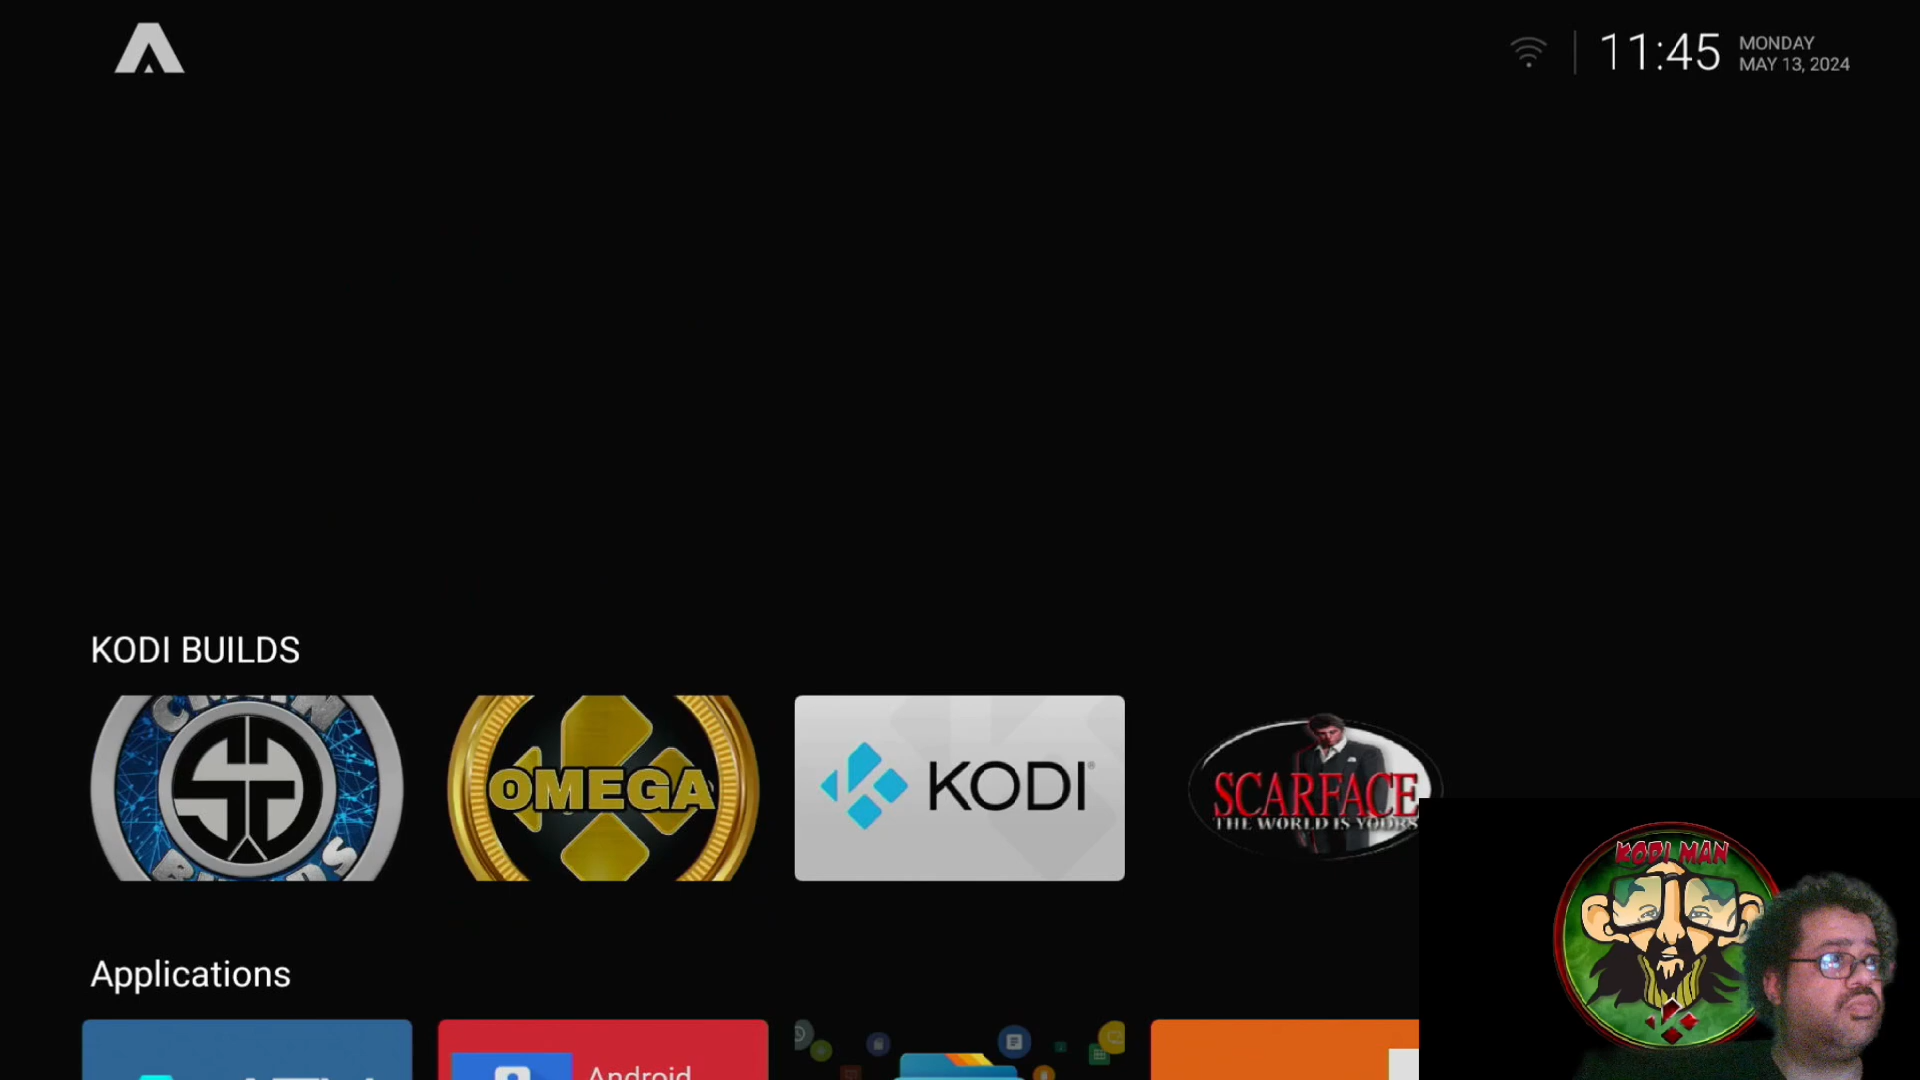 11:45
MONDAY
MAY 13, 2024
KODI BUILDS
OMEGA
KODI
SCARFACE
THE WORLD IS YOURS
KODI MAN
Applications
Android